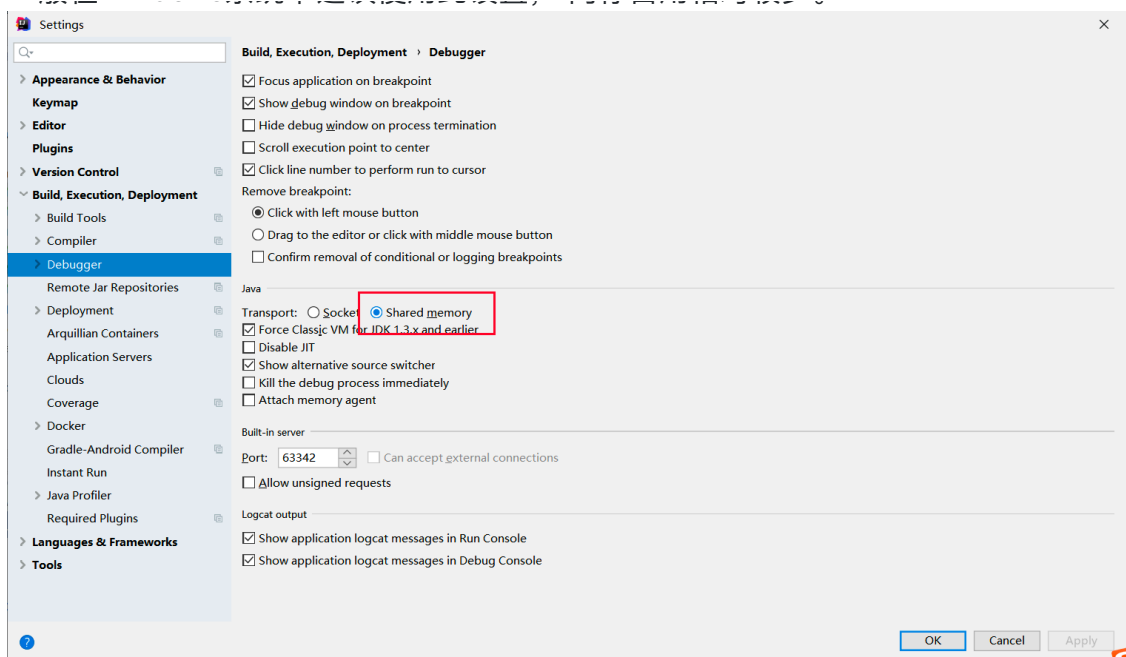 Settings
Build, Execution, Deployment › Debugger
Appearance & Behavior
Keymap
Editor
Plugins
Version Control
Build, Execution, Deployment
Build Tools
Compiler
Debugger
Remote Jar Repositories
Deployment
Arquillian Containers
Application Servers
Clouds
Coverage
Docker
Gradle-Android Compiler
Instant Run
Java Profiler
Required Plugins
Languages & Frameworks
Tools
Focus application on breakpoint
Show debug window on breakpoint
Hide debug window on process termination
Scroll execution point to center
Click line number to perform run to cursor
Remove breakpoint:
Click with left mouse button
Drag to the editor or click with middle mouse button
Confirm removal of conditional or logging breakpoints
Java
Transport: Socket Shared memory
Force Classic VM for JDK 1.3.x and earlier
Disable JIT
Show alternative source switcher
Kill the debug process immediately
Attach memory agent
Built-in server
Port: 63342 Can accept external connections
Allow unsigned requests
Logcat output
Show application logcat messages in Run Console
Show application logcat messages in Debug Console
OK Cancel Apply